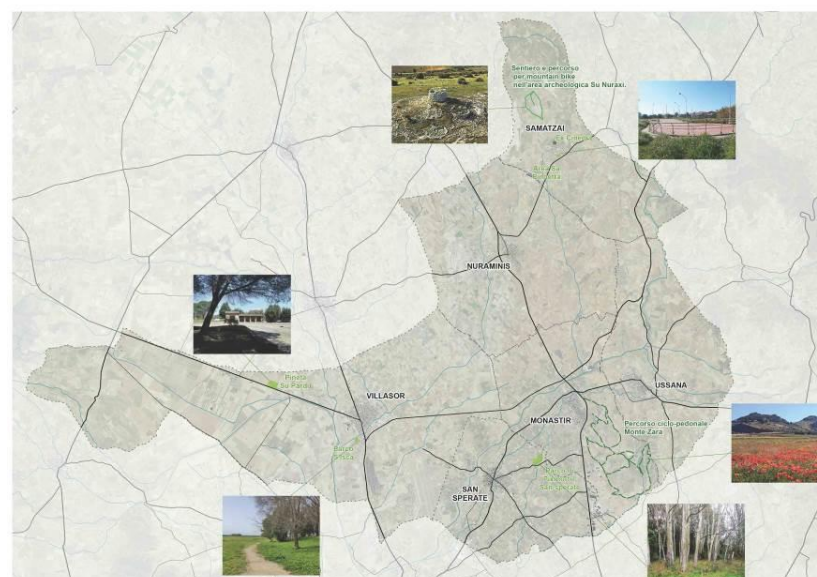 Sentiero e percorso
per mountain bike
nell'area archeologica Su Nuraxi.
SAMATZAI
NURAMINIS
Pineta
Su Pardu
VILLASOR
USSANA
MONASTIR
Percorso ciclo-pedonale
Monte Zara
SAN
SPERATE